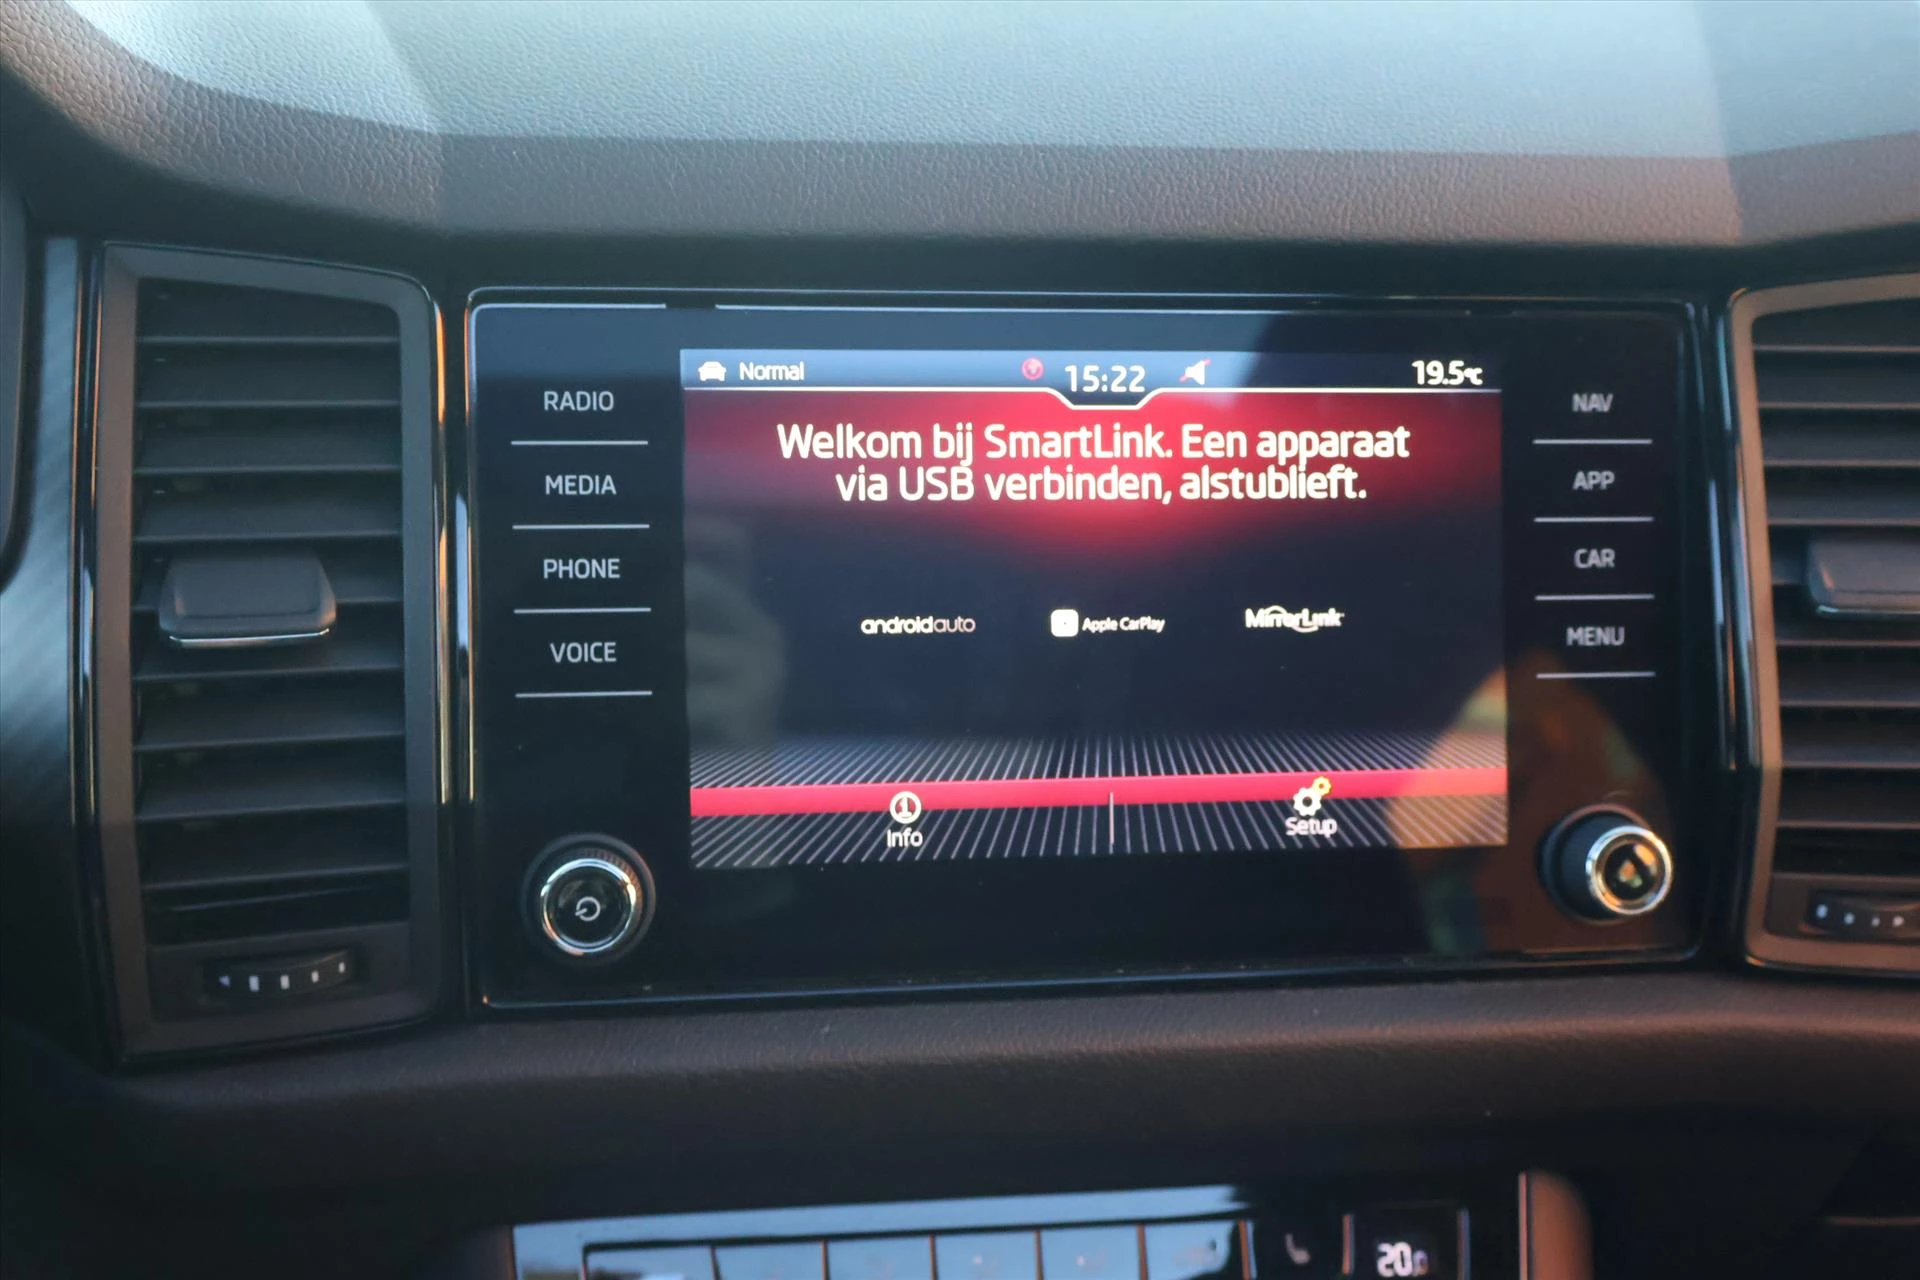 Normal
15:22
19.5°C
RADIO
MEDIA
PHONE
VOICE
Welkom bij SmartLink. Een apparaat
via USB verbinden, alstublieft.
androidauto
Apple CarPlay
MirrorLink
NAV
APP
CAR
MENU
Info
Setup
20.0